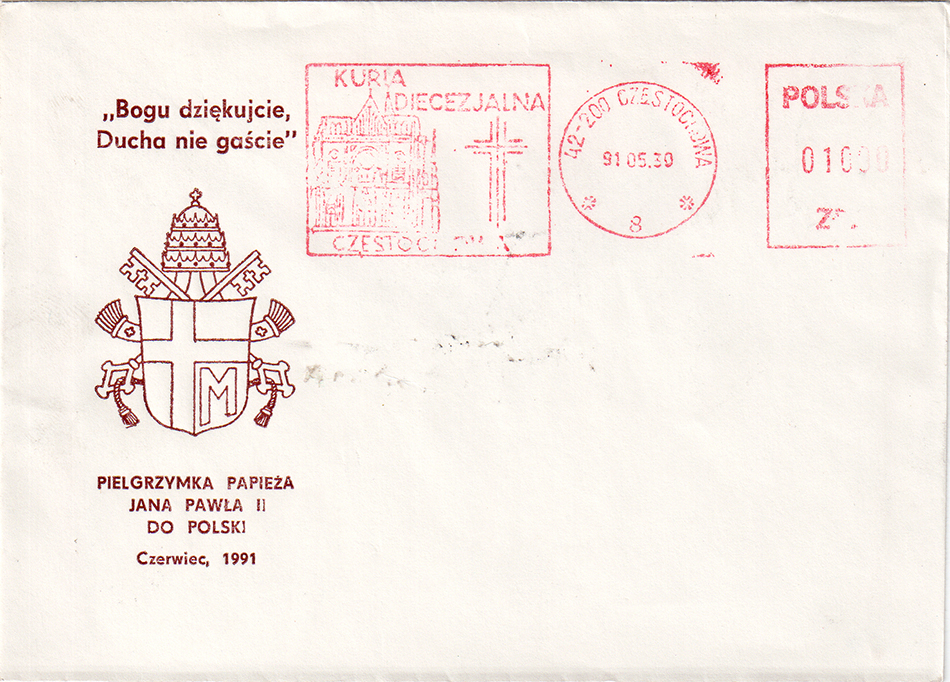 „Bogu dziękujcie,
Ducha nie gaście"
M
PIELGRZYMKA PAPIEŻA
JANA PAWŁA II
DO POLSKI
Czerwiec, 1991
KURIA
DIECEZJALNA
42-200 CZĘSTOCHOWA
91 05.30
8
POLSKA
01000